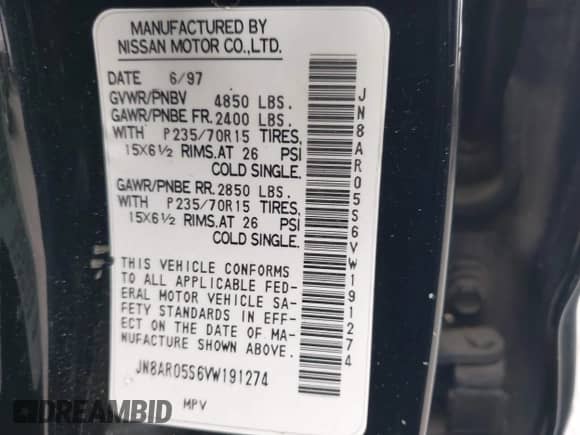 MANUFACTURED BY
NISSAN MOTOR CO.,LTD.
DATE 6/97
GVWR/PNBV 4850 LBS.
GAWR/PNBE FR. 2400 LBS.
WITH P235/70R15 TIRES,
15X6½ RIMS.AT 26 PSI
COLD SINGLE.
GAWR/PNBE RR. 2850 LBS.
WITH P235/70R15 TIRES,
15X6½ RIMS.AT 26 PSI
COLD SINGLE.
THIS VEHICLE CONFORMS
TO ALL APPLICABLE FED-
ERAL MOTOR VEHICLE SA-
FETY STANDARDS IN EFF-
ECT ON THE DATE OF MA-
NUFACTURE SHOWN ABOVE.
JN8AR05S6VW191274
MPV
JN8AR05S6VW191274
DREAMBID